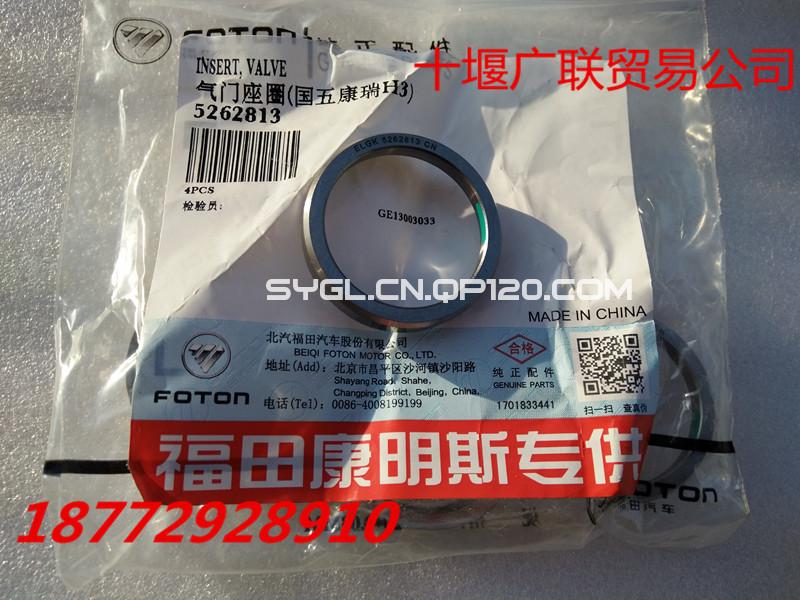 FOTON
十堰广联贸易公司
INSERT, VALVE
气门座圈(国五康瑞H3)
5262813
4PCS
检验员:
ELGK 5262813 CN
GE13003033
SYGL.CN.QP120.COM
MADE IN CHINA
北汽福田汽车股份有限公司
BEIQI FOTON MOTOR CO., LTD.
地址(Add): 北京市昌平区沙河镇沙阳路
Shayang Road, Shahe,
Changping District, Beijing, China.
电话(Tel): 0086-4008199199
FOTON
合格
纯正配件
GENUINE PARTS
1701833441
扫一扫 查真伪
福田康明斯专供
18772928910
FOTON
福田汽车